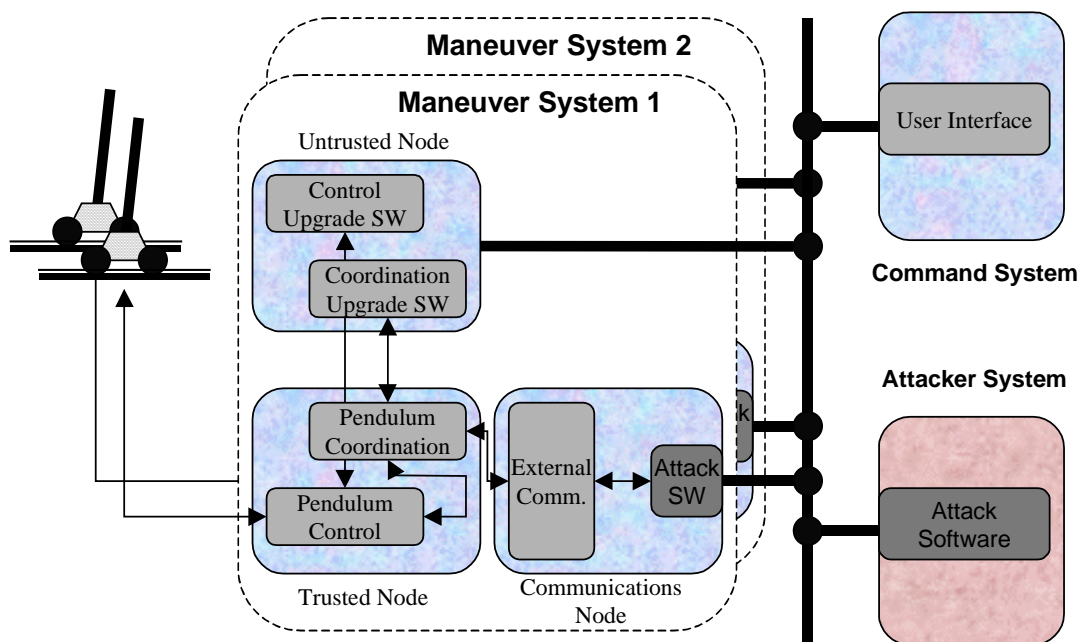 Maneuver System 2
Maneuver System 1
Untrusted Node
Control
Upgrade SW
Coordination
Upgrade SW
Pendulum
Coordination
Pendulum
Control
Trusted Node
External
Comm.
Attack
SW
Communications
Node
k
User Interface
Command System
Attacker System
Attack
Software